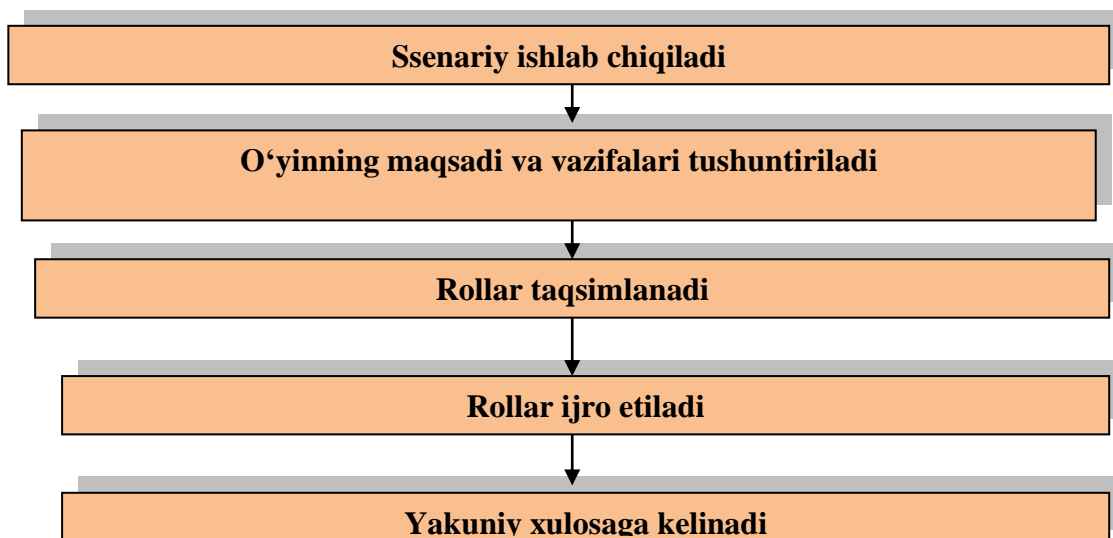 Ssenariy ishlab chiqiladi
O‘yinning maqsadi va vazifalari tushuntiriladi
Rollar taqsimlanadi
Rollar ijro etiladi
Yakuniy xulosaga kelinadi